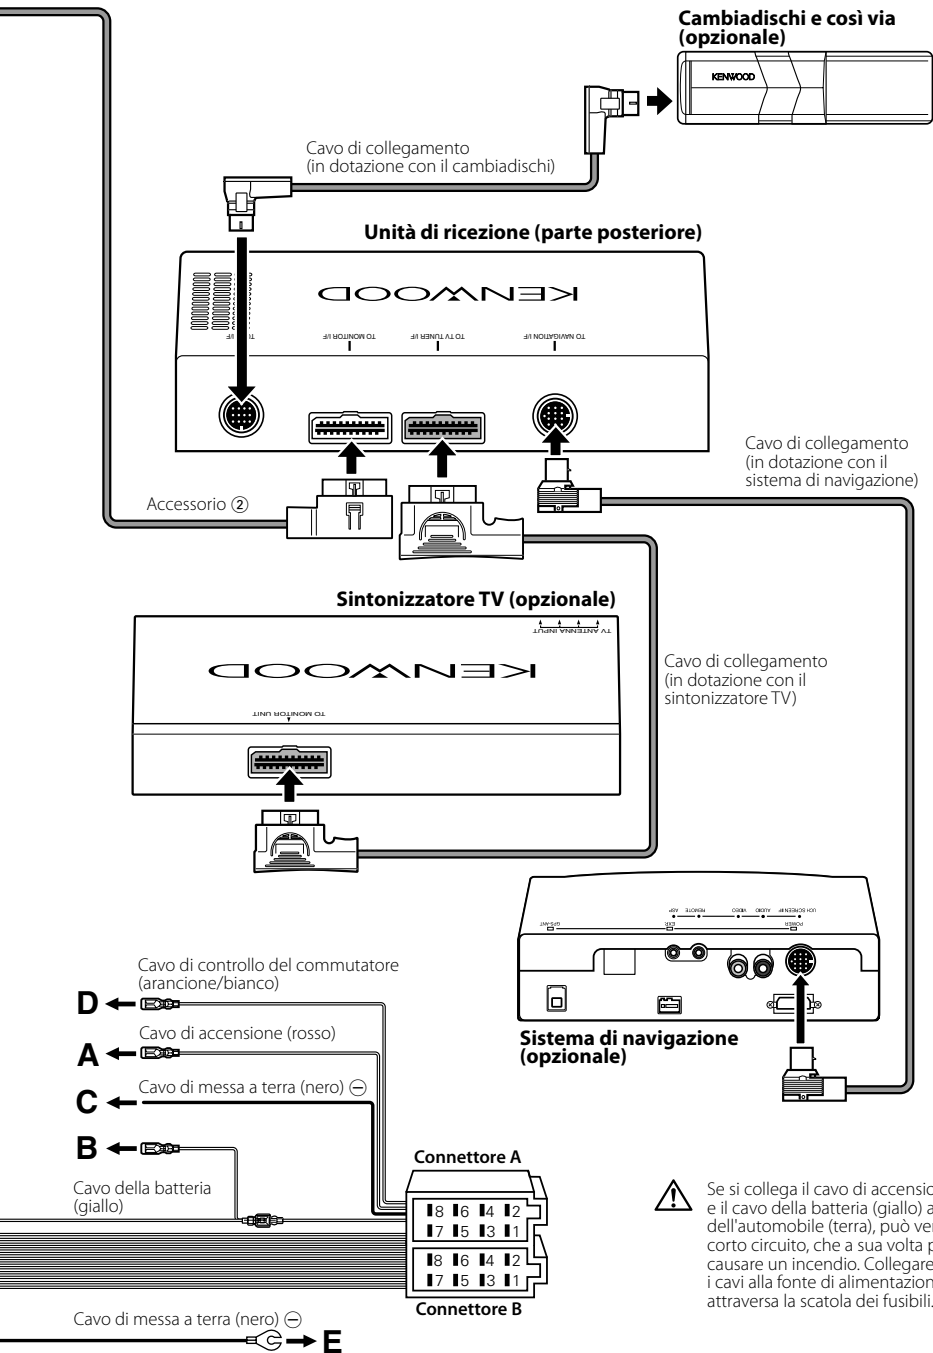 Cambiadischi e così via
(opzionale)
KENWOOD
Cavo di collegamento
(in dotazione con il cambiadischi)
Unità di ricezione (parte posteriore)
KENWOOD
TO MONITOR I/F
TO TV TUNER I/F
TO NAVIGATION I/F
Cavo di collegamento
(in dotazione con il
sistema di navigazione)
Accessorio ②
Sintonizzatore TV (opzionale)
TV ANTENNA INPUT
KENWOOD
TO MONITOR UNIT
Cavo di collegamento
(in dotazione con il
sintonizzatore TV)
GPS-ANT
EXT.
POWER
REMOTE
VIDEO
AUDIO
Sistema di navigazione
(opzionale)
Cavo di controllo del commutatore
(arancione/bianco)
D
Cavo di accensione (rosso)
A
Cavo di messa a terra (nero) ⊖
C
B
Cavo della batteria
(giallo)
Connettore A
8 6 4 2
7 5 3 1
8 6 4 2
7 5 3 1
Connettore B
Cavo di messa a terra (nero) ⊖
E
Se si collega il cavo di
e il cavo della batteria (giallo)
dell'automobile (terra), può
corto circuito, che a sua volta
causare un incendio. Collegare
i cavi alla fonte di
attraversa la scatola dei fusibili.